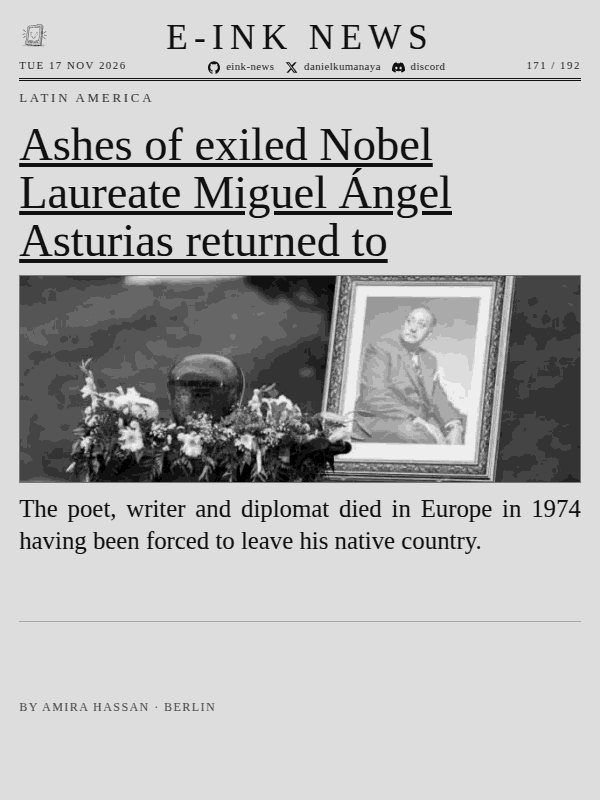 E-INK NEWS
TUE 17 NOV 2026
eink-news danielkumanaya discord
171 / 192
LATIN AMERICA
Ashes of exiled Nobel
Laureate Miguel Ángel
Asturias returned to
The poet, writer and diplomat died in Europe in 1974
having been forced to leave his native country.
BY AMIRA HASSAN · BERLIN